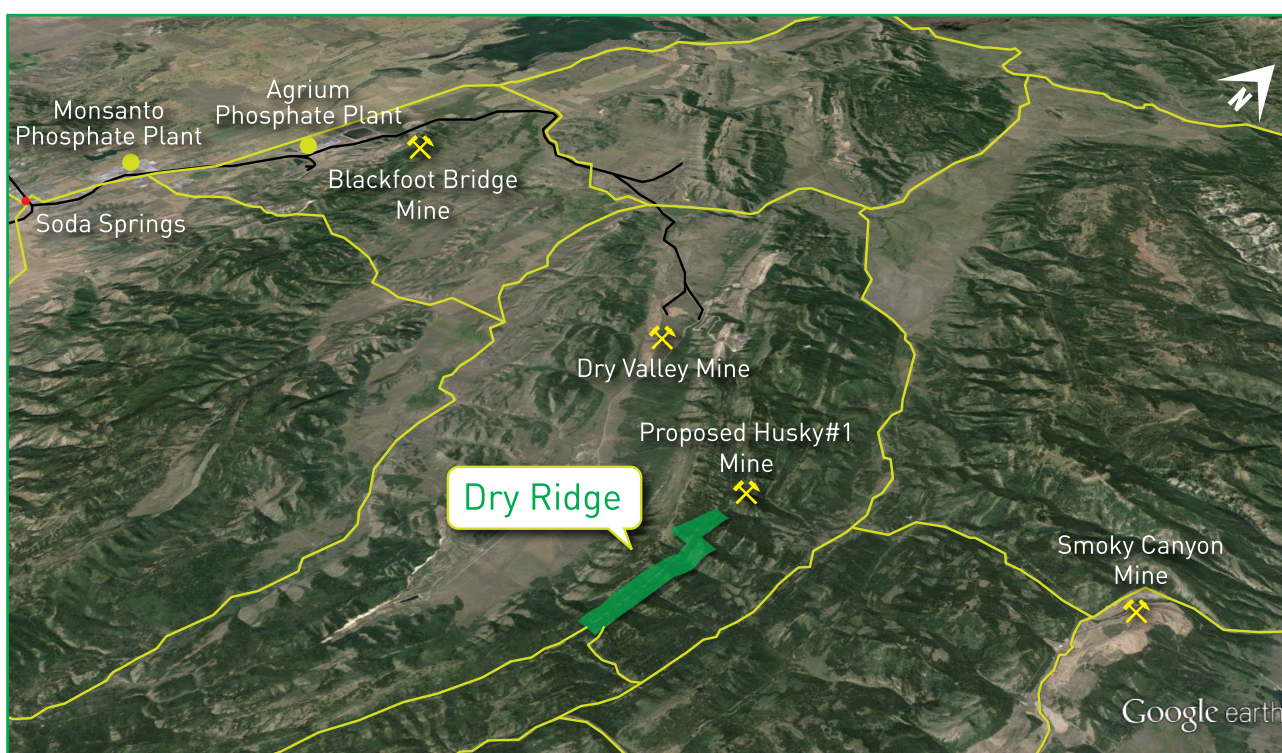 Monsanto
Phosphate Plant
Agrium
Phosphate Plant
N
Blackfoot Bridge
Mine
Soda Springs
Dry Valley Mine
Proposed Husky#1
Mine
Dry Ridge
Smoky Canyon
Mine
Google earth